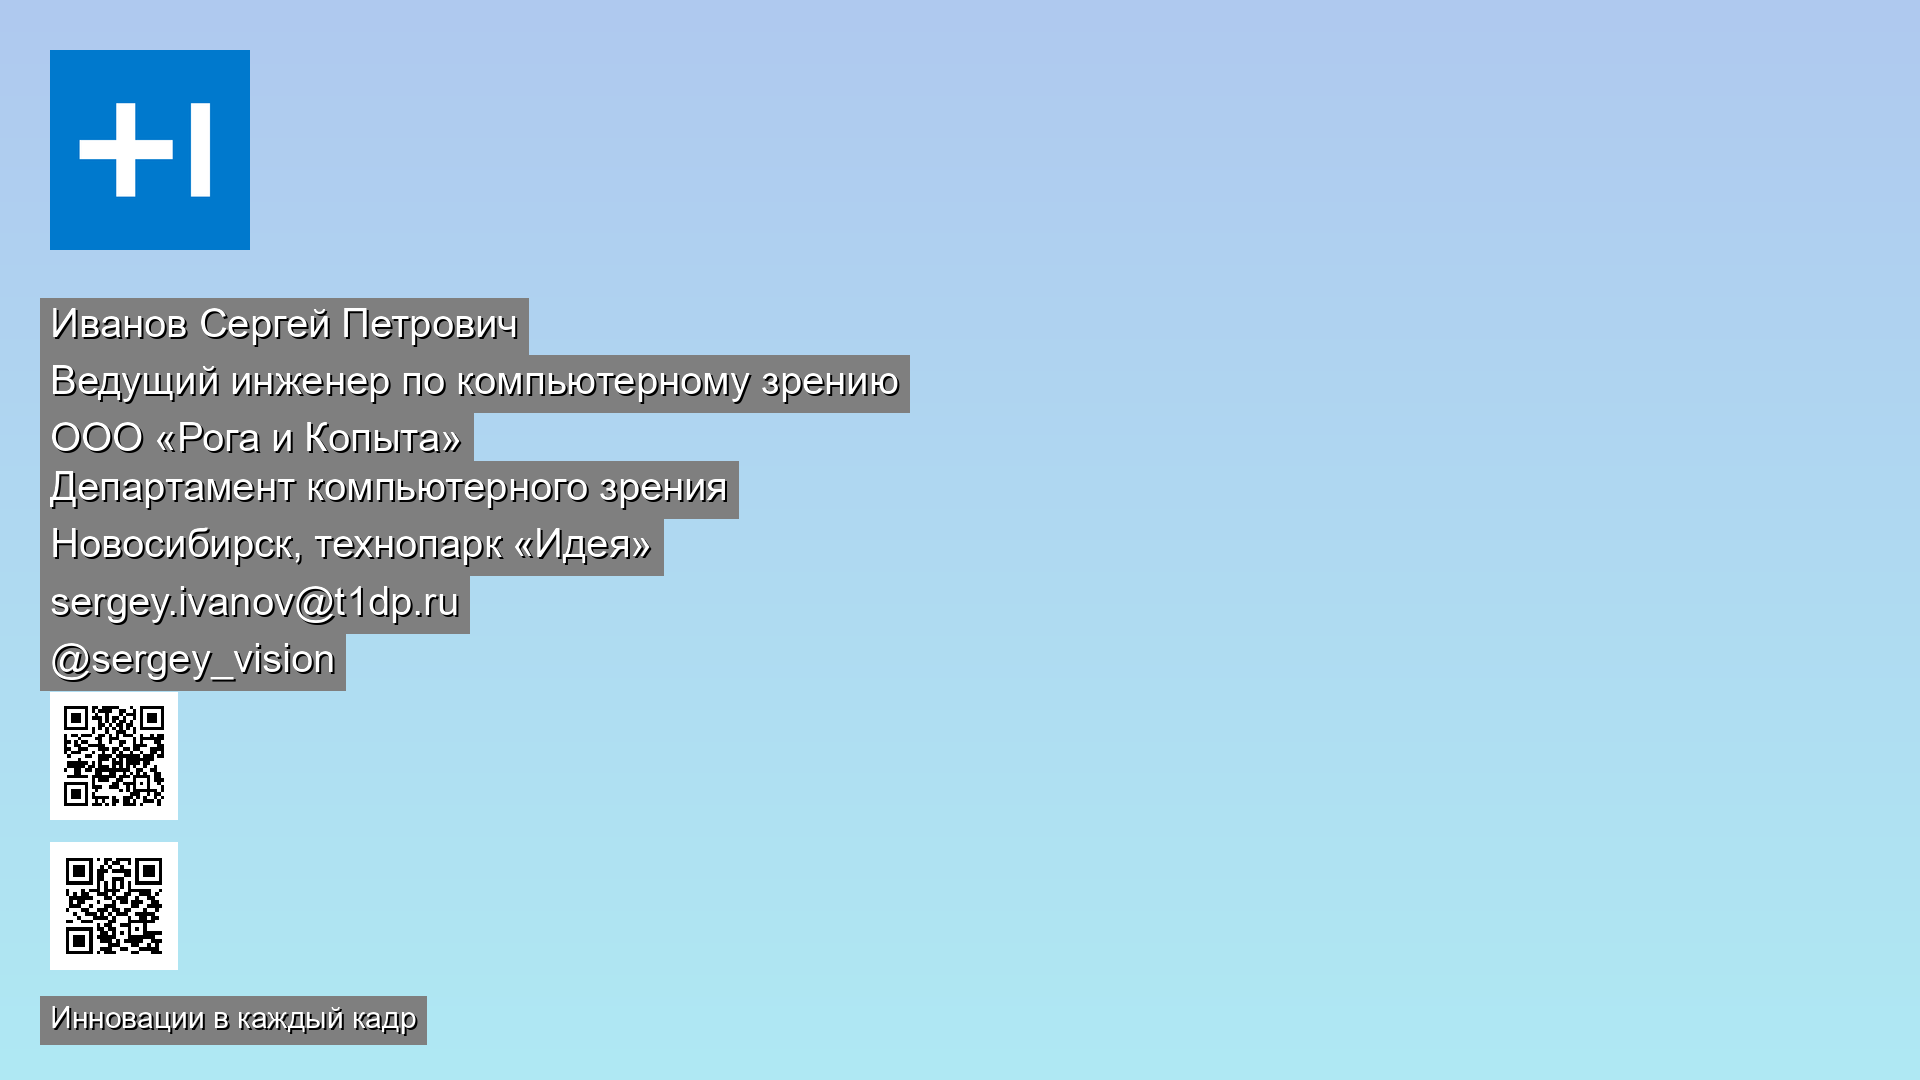 Иванов Сергей Петрович
Ведущий инженер по компьютерному зрению
ООО «Рога и Копыта»
Департамент компьютерного зрения
Новосибирск, технопарк «Идея»
sergey.ivanov@t1dp.ru
@sergey_vision
Инновации в каждый кадр